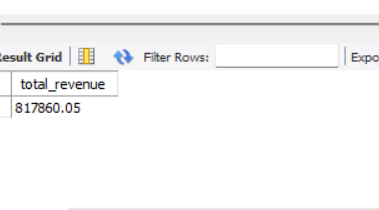 Result Grid Filter Rows: Expo
total_revenue
817860.05